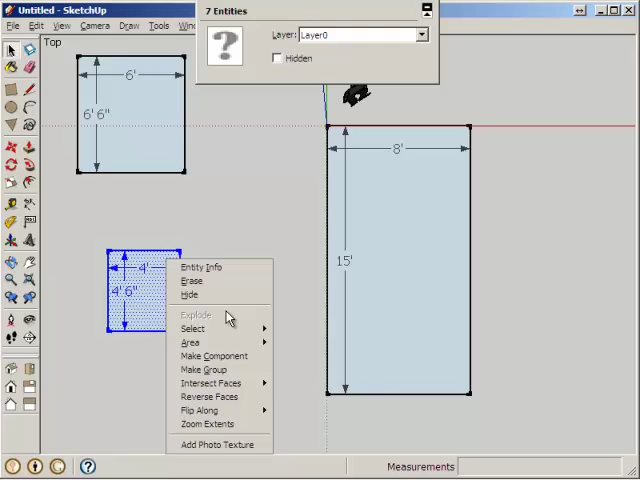 Untitled - SketchUp
File Edit View Camera Draw Tools Win
7 Entities
Layer: Layer0
Hidden
Top
6'
6' 6"
8'
15'
4'
4' 6"
Entity Info
Erase
Hide
Explode
Select
Area
Make Component
Make Group
Intersect Faces
Reverse Faces
Flip Along
Zoom Extents
Add Photo Texture
Measurements